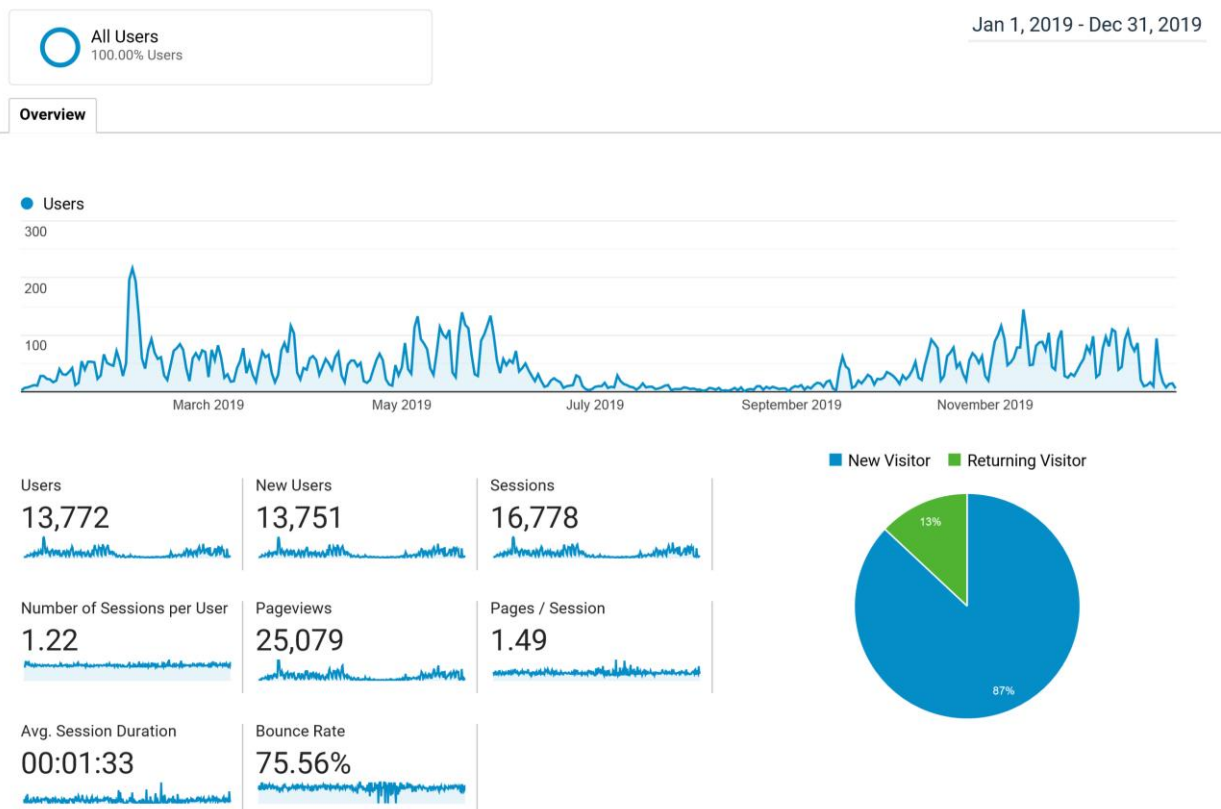 All Users
100.00% Users
Jan 1, 2019 - Dec 31, 2019
Overview
Users
300
200
100
March 2019
May 2019
July 2019
September 2019
November 2019
New Visitor
Returning Visitor
Users
13,772
New Users
13,751
Sessions
16,778
Number of Sessions per User
1.22
Pageviews
25,079
Pages / Session
1.49
Avg. Session Duration
00:01:33
Bounce Rate
75.56%
13%
87%